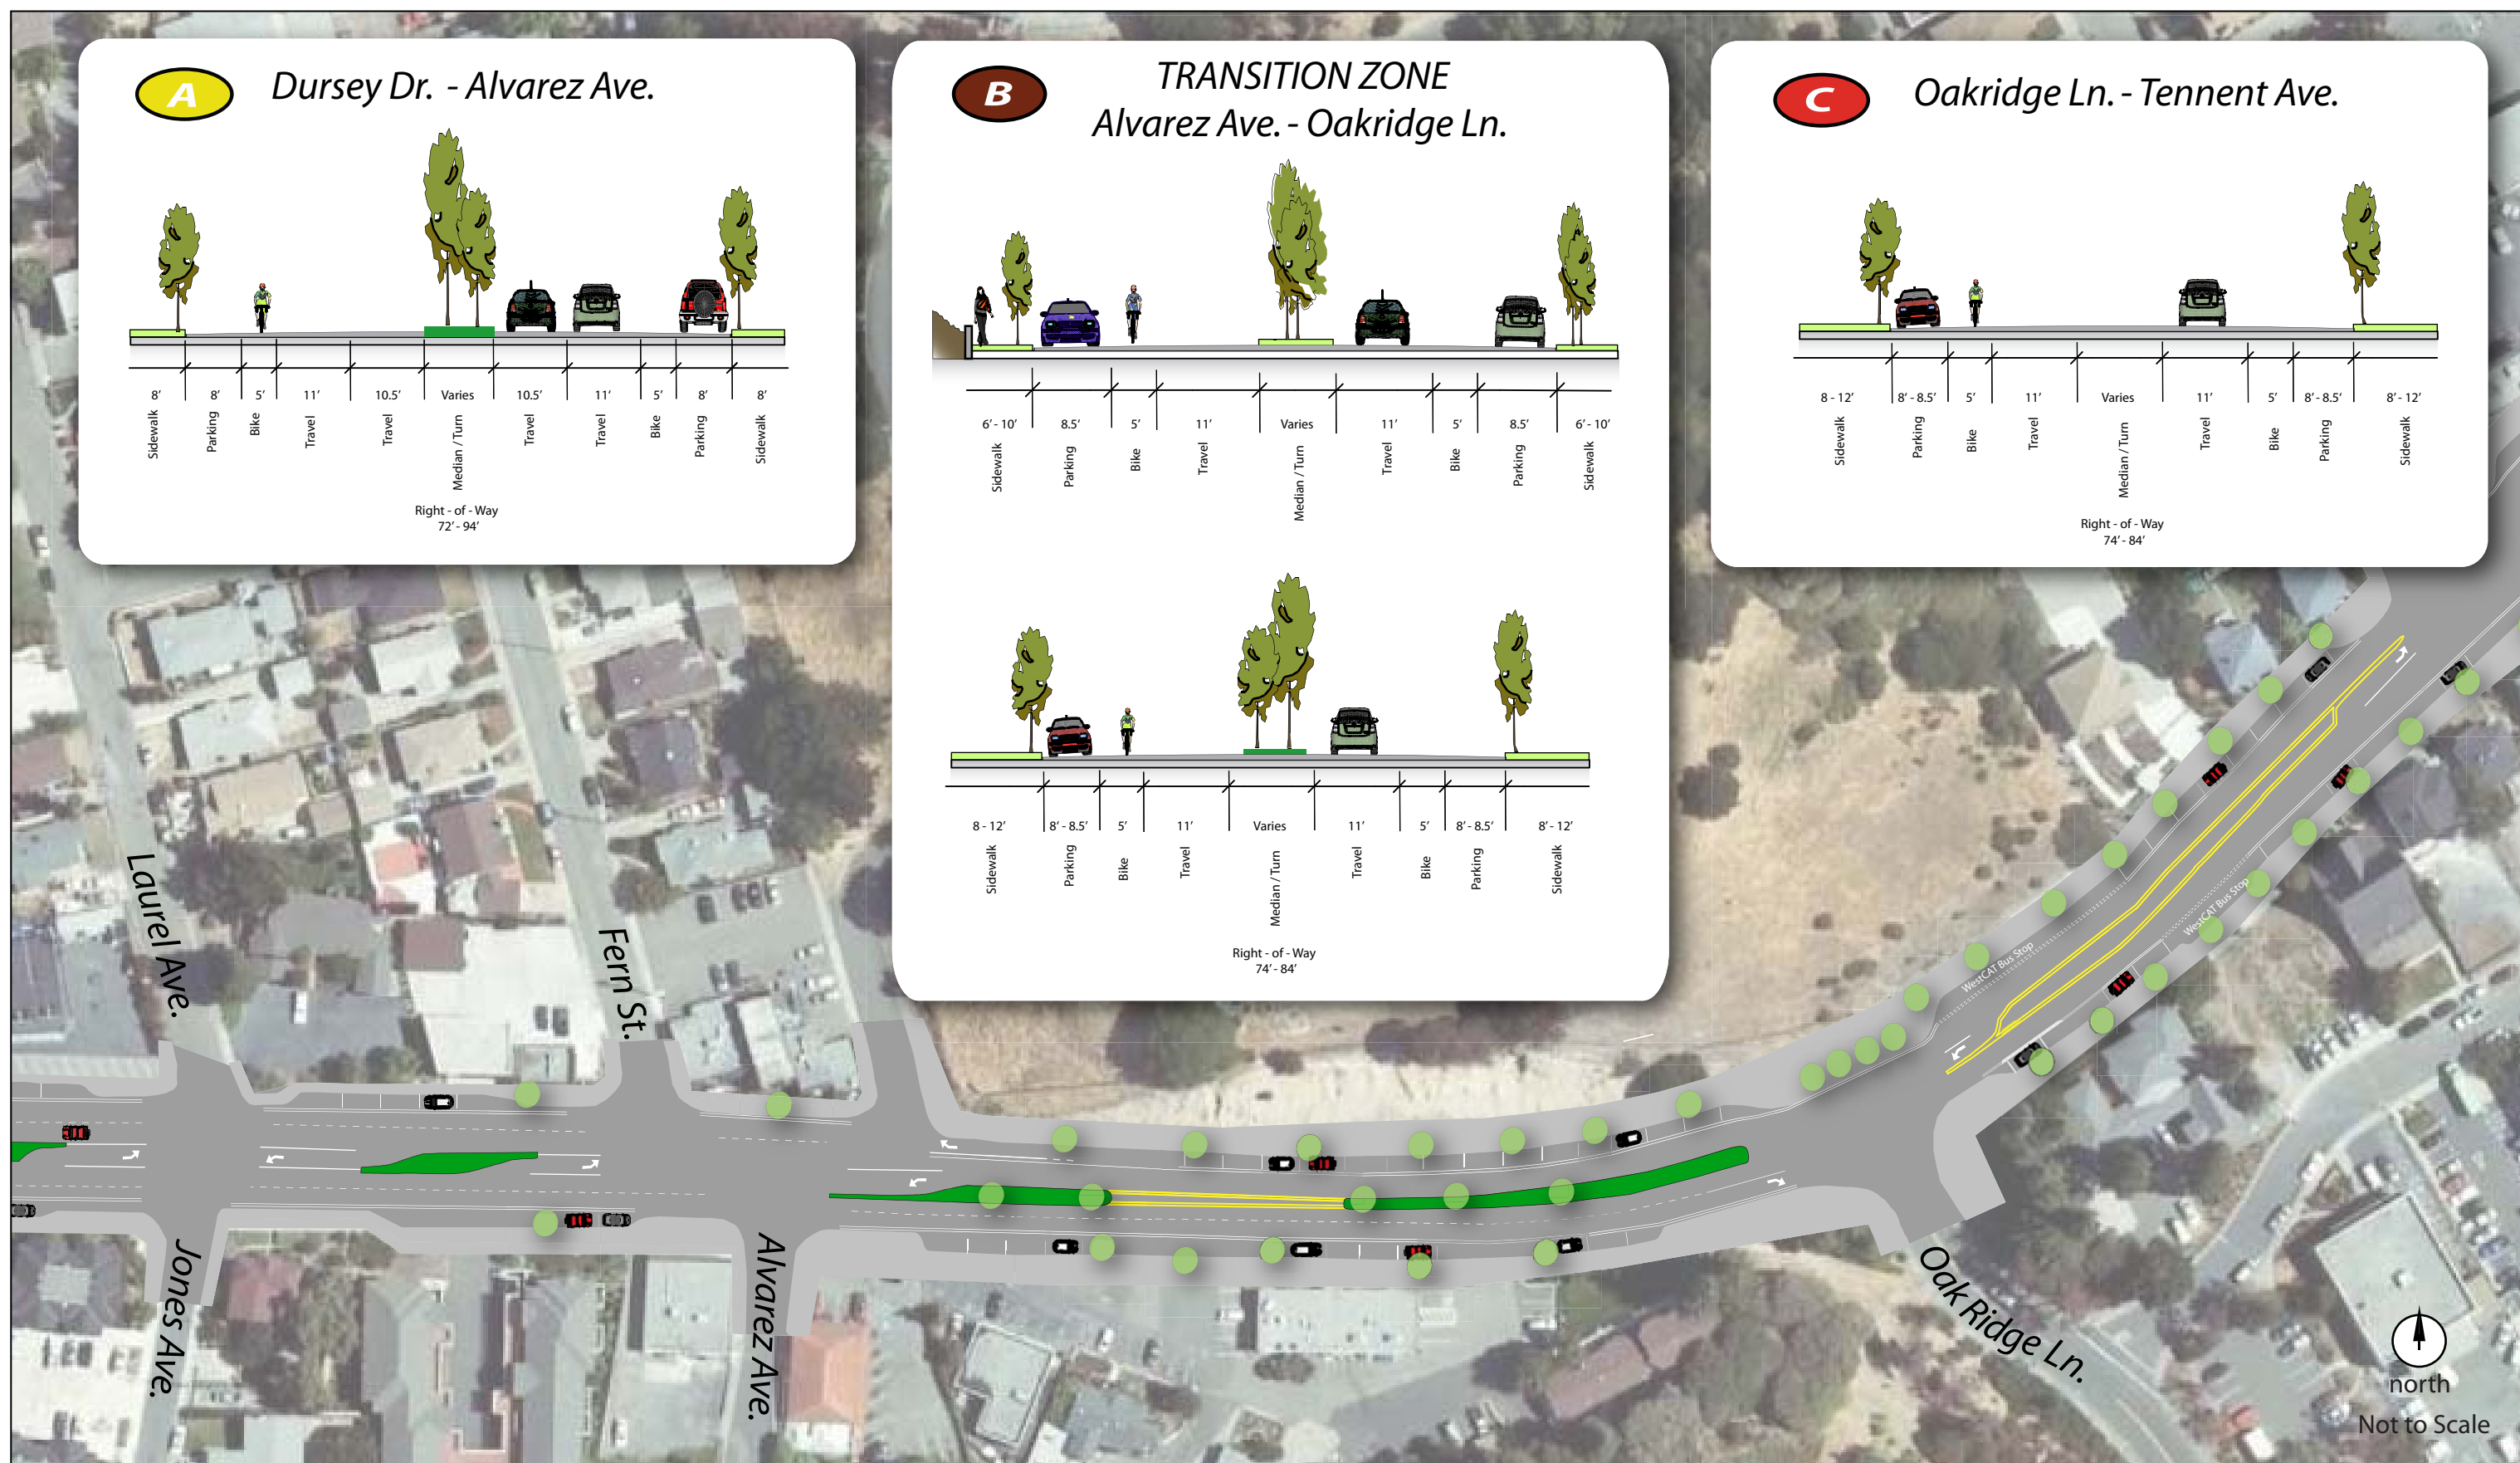 A
Dursey Dr. - Alvarez Ave.
8’ 8’ 5’ 11’ 10.5’ Varies 10.5’ 11’ 5’ 8’ 8’
Sidewalk Parking Bike Travel Travel Median / Turn Travel Travel Bike Parking Sidewalk
Right - of - Way
72’ - 94’
B
TRANSITION ZONE
Alvarez Ave. - Oakridge Ln.
6’ - 10’ 8.5’ 5’ 11’ Varies 11’ 5’ 8.5’ 6’ - 10’
Sidewalk Parking Bike Travel Median / Turn Travel Bike Parking Sidewalk
8 - 12’ 8’ - 8.5’ 5’ 11’ Varies 11’ 5’ 8’ - 8.5’ 8’ - 12’
Sidewalk Parking Bike Travel Median / Turn Travel Bike Parking Sidewalk
Right - of - Way
74’ - 84’
C
Oakridge Ln. - Tennent Ave.
8 - 12’ 8’ - 8.5’ 5’ 11’ Varies 11’ 5’ 8’ - 8.5’ 8’ - 12’
Sidewalk Parking Bike Travel Median / Turn Travel Bike Parking Sidewalk
Right - of - Way
74’ - 84’
Laurel Ave.
Fern St.
WestCAT Bus Stop
WestCAT Bus Stop
Jones Ave.
Alvarez Ave.
Oak Ridge Ln.
north
Not to Scale